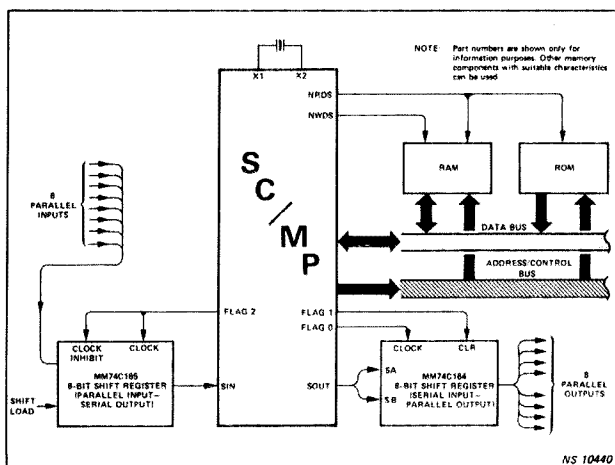 NOTE: Part numbers are shown only for
information purposes. Other memory
components with suitable characteristics
can be used
X1 X2
NRDS
NWDS
SC/MP
RAM
ROM
8
PARALLEL
INPUTS
DATA BUS
ADDRESS/CONTROL
BUS
FLAG 2
FLAG 1
FLAG 0
CLOCK
INHIBIT
CLOCK
MM74C165
8-BIT SHIFT REGISTER
(PARALLEL INPUT–
SERIAL OUTPUT)
SHIFT
LOAD
SIN
SOUT
SA
SB
CLOCK
CLR
MM74C164
8-BIT SHIFT REGISTER
(SERIAL INPUT–
PARALLEL OUTPUT)
8
PARALLEL
OUTPUTS
NS 10440